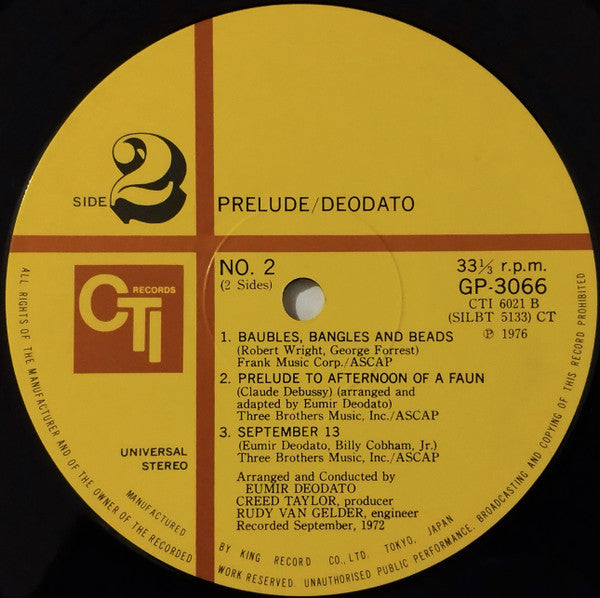 SIDE 2
PRELUDE/DEODATO
CTI RECORDS
NO. 2
(2 Sides)
33⅓ r.p.m.
GP-3066
CTI 6021 B
(SILBT 5133) CT
℗ 1976
1. BAUBLES, BANGLES AND BEADS
(Robert Wright, George Forrest)
Frank Music Corp./ASCAP
2. PRELUDE TO AFTERNOON OF A FAUN
(Claude Debussy) (arranged and
adapted by Eumir Deodato)
Three Brothers Music, Inc./ASCAP
3. SEPTEMBER 13
(Eumir Deodato, Billy Cobham, Jr.)
Three Brothers Music, Inc./ASCAP
UNIVERSAL
STEREO
Arranged and Conducted by
EUMIR DEODATO
CREED TAYLOR, producer
RUDY VAN GELDER, engineer
Recorded September, 1972
MANUFACTURED BY KING RECORD CO., LTD. TOKYO, JAPAN
ALL RIGHTS OF THE MANUFACTURER AND OF THE OWNER OF THE RECORDED WORK RESERVED. UNAUTHORISED PUBLIC PERFORMANCE, BROADCASTING AND COPYING OF THIS RECORD PROHIBITED